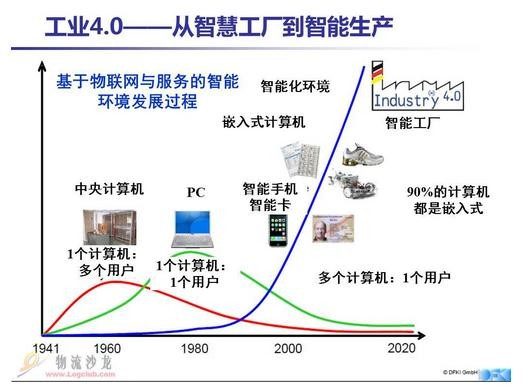 工业4.0——从智慧工厂到智能生产
基于物联网与服务的智能
环境发展过程
智能化环境
Industry 4.0
嵌入式计算机
智能工厂
中央计算机
PC
智能手机
智能卡
90%的计算机
都是嵌入式
1个计算机：
多个用户
1个计算机：
1个用户
多个计算机：1个用户
1941 1960 1980 2000 2020
物流沙龙
www.Logclub.com
© DFKI GmbH